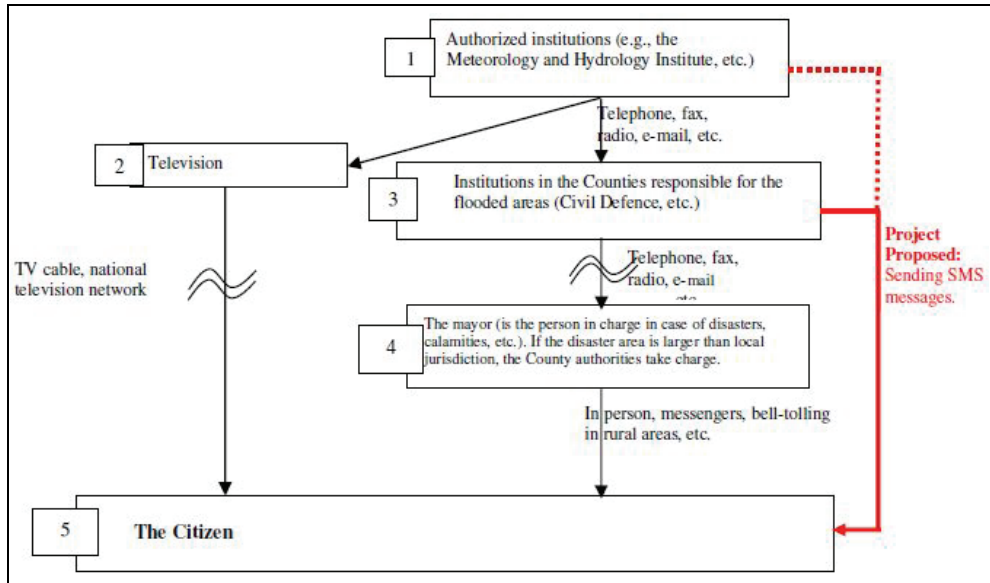 1
Authorized institutions (e.g., the
Meteorology and Hydrology Institute, etc.)
Telephone, fax,
radio, e-mail, etc.
2
Television
3
Institutions in the Counties responsible for the
flooded areas (Civil Defence, etc.)
Project
Proposed:
Sending SMS
messages.
TV cable, national
television network
Telephone, fax,
radio, e-mail
etc.
4
The mayor (is the person in charge in case of disasters,
calamities, etc.). If the disaster area is larger than local
jurisdiction, the County authorities take charge.
In person, messengers, bell-tolling
in rural areas, etc.
5
The Citizen